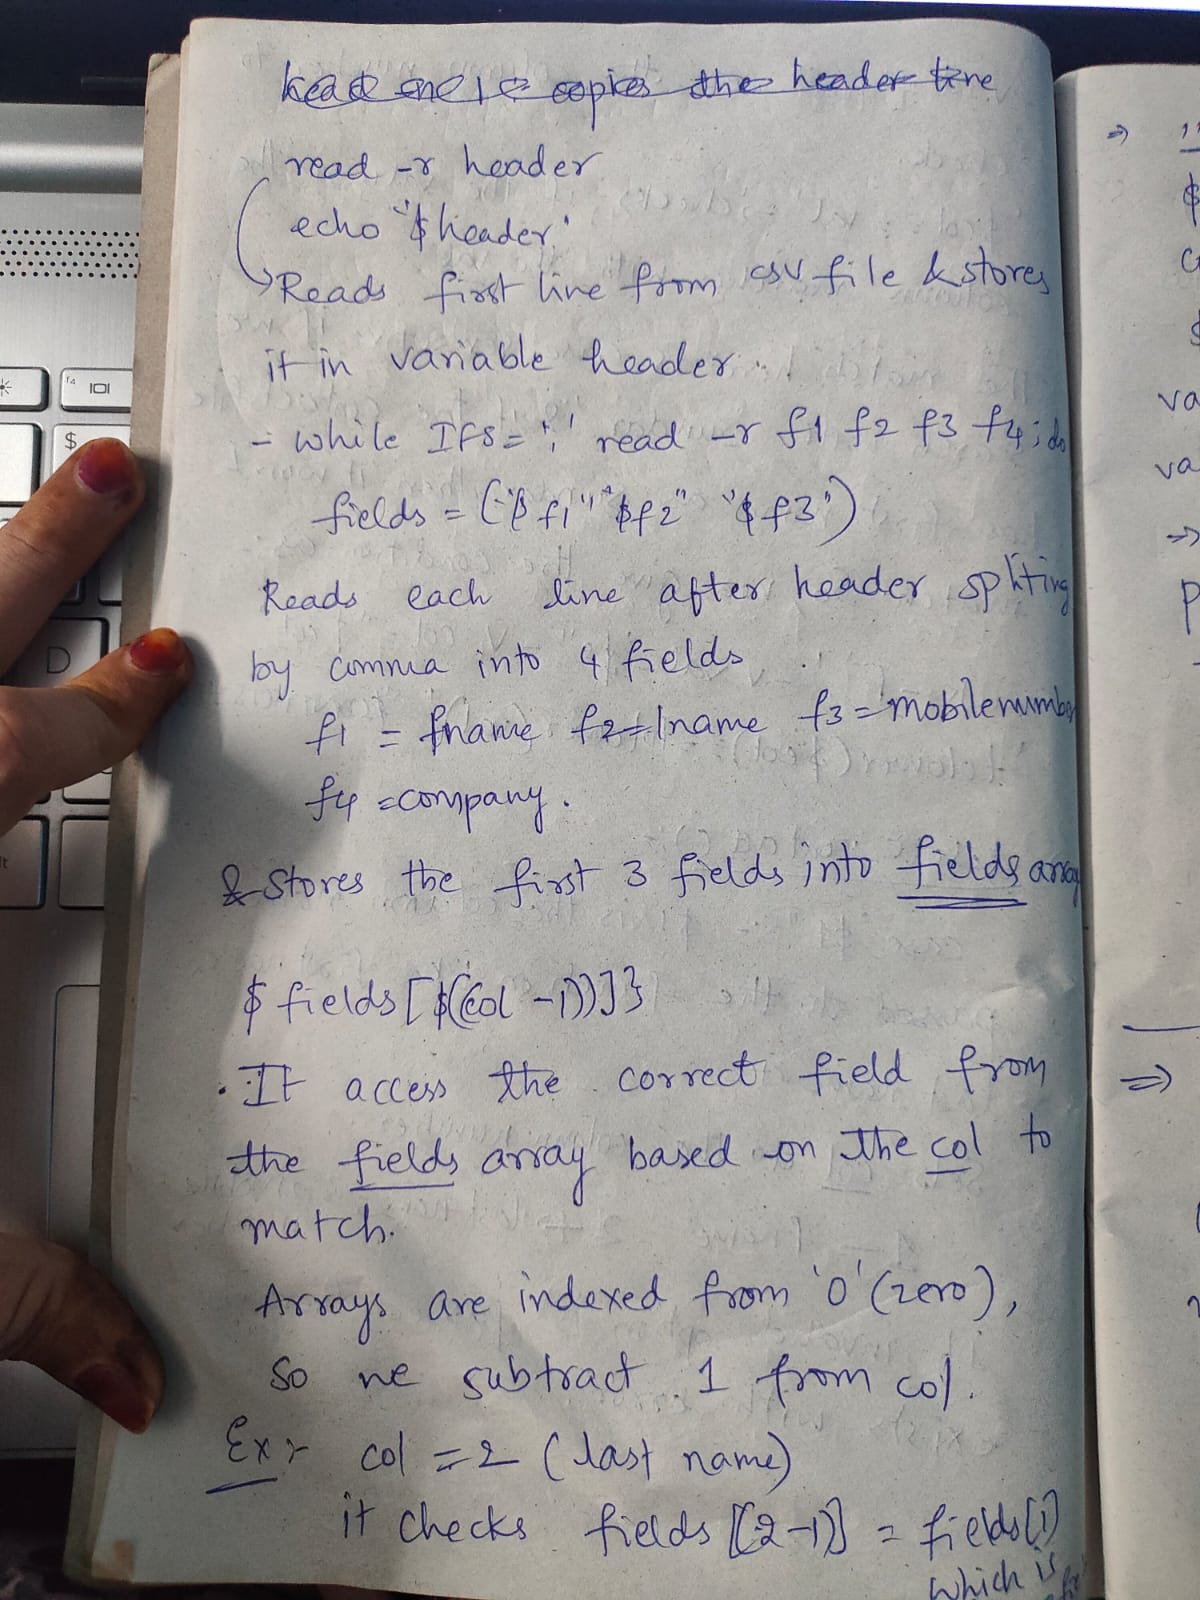 read -r header
echo "$header"
Reads first line from csv file & stores
it in variable header.
- while IFS=',' read -r f1 f2 f3 f4; do
fields = ("$f1" "$f2" "$f3")
Reads each line after header spliting
by comma into 4 fields
f1 = fname f2=lname f3=mobilenumber
f4=company.
& stores the first 3 fields into fields array
$ fields [$((col -1))]}
. It access the correct field from
the fields array based on the col to
match.
Arrays are indexed from '0' (zero),
so we subtract 1 from col.
Ex:- col = 2 (last name)
it checks fields [(2-1)] = fields[1]
which is
⇒
$
va
va
⇒
P
⇒